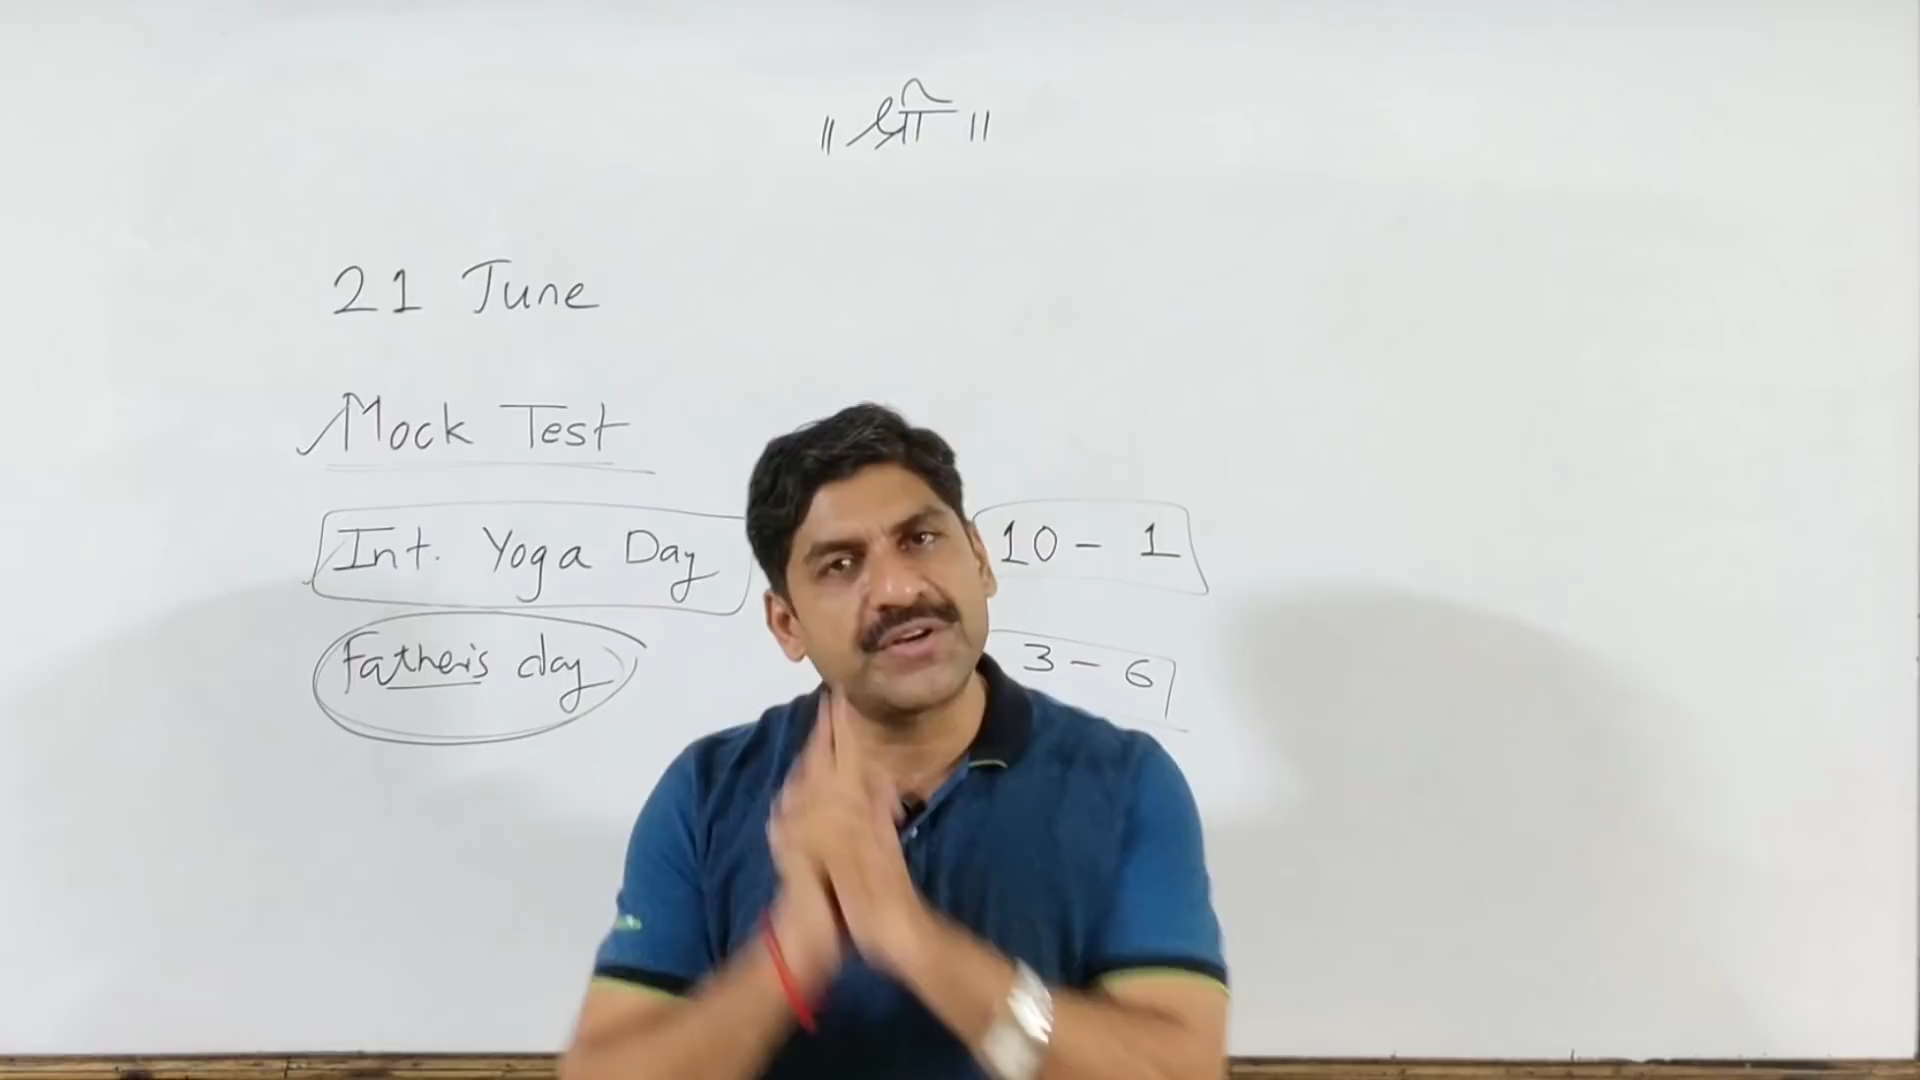 ॥ श्री ॥
21 June
Mock Test
Int. Yoga Day 10 - 1
Father's day 3 - 6